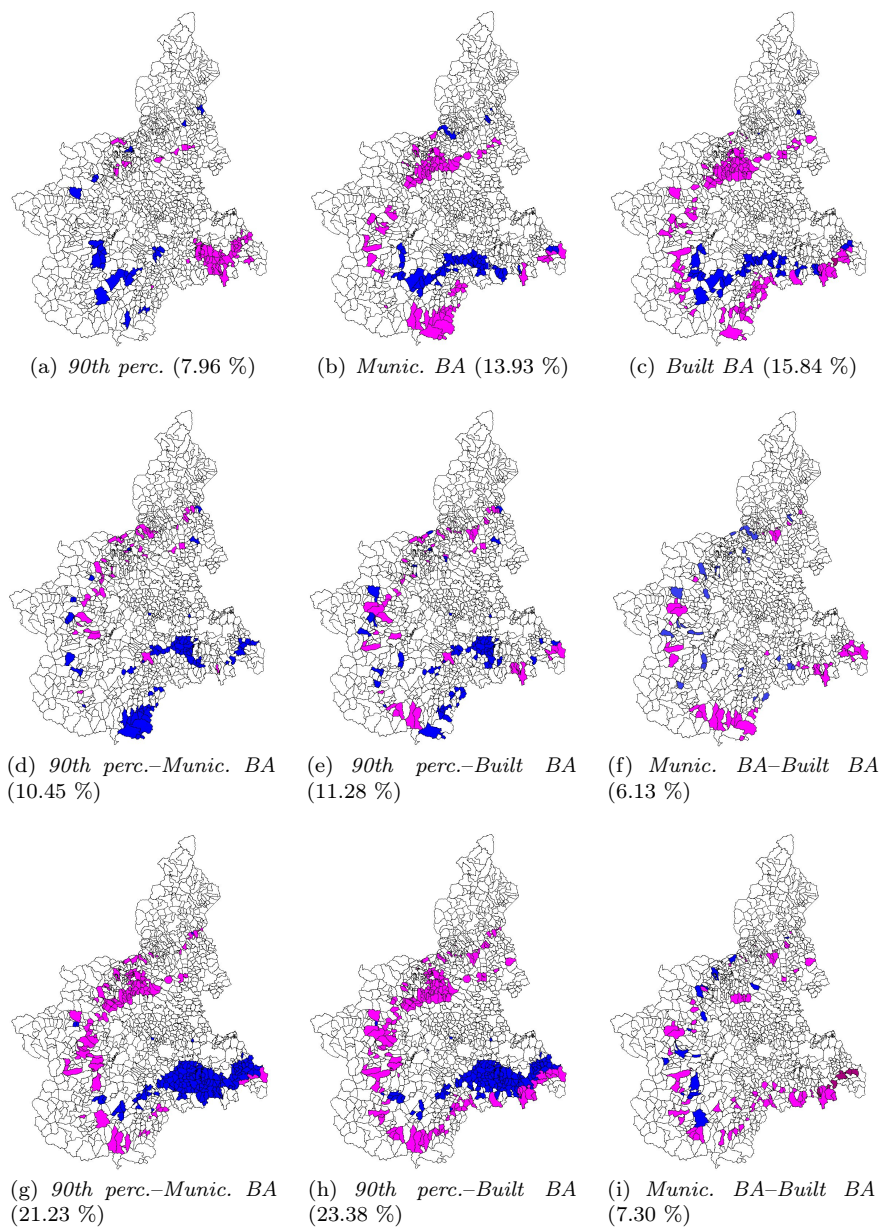 (a) 90th perc. (7.96 %)
(b) Munic. BA (13.93 %)
(c) Built BA (15.84 %)
(d) 90th perc.–Munic. BA
(10.45 %)
(e) 90th perc.–Built BA
(11.28 %)
(f) Munic. BA–Built BA
(6.13 %)
(g) 90th perc.–Munic. BA
(21.23 %)
(h) 90th perc.–Built BA
(23.38 %)
(i) Munic. BA–Built BA
(7.30 %)